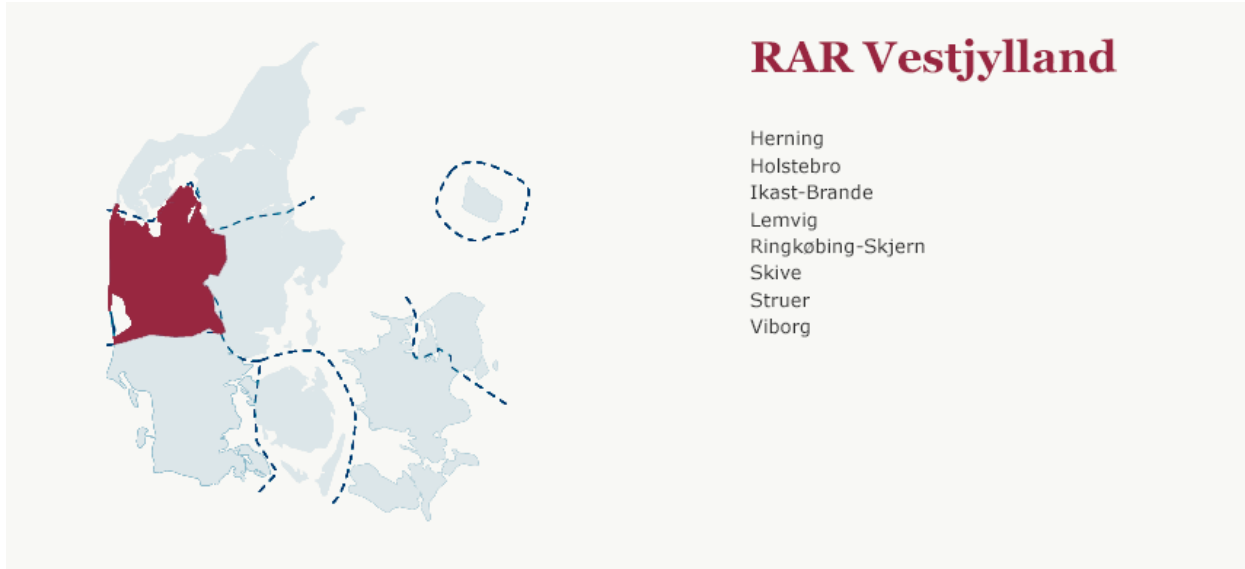 RAR Vestjylland
Herning
Holstebro
Ikast-Brande
Lemvig
Ringkøbing-Skjern
Skive
Struer
Viborg